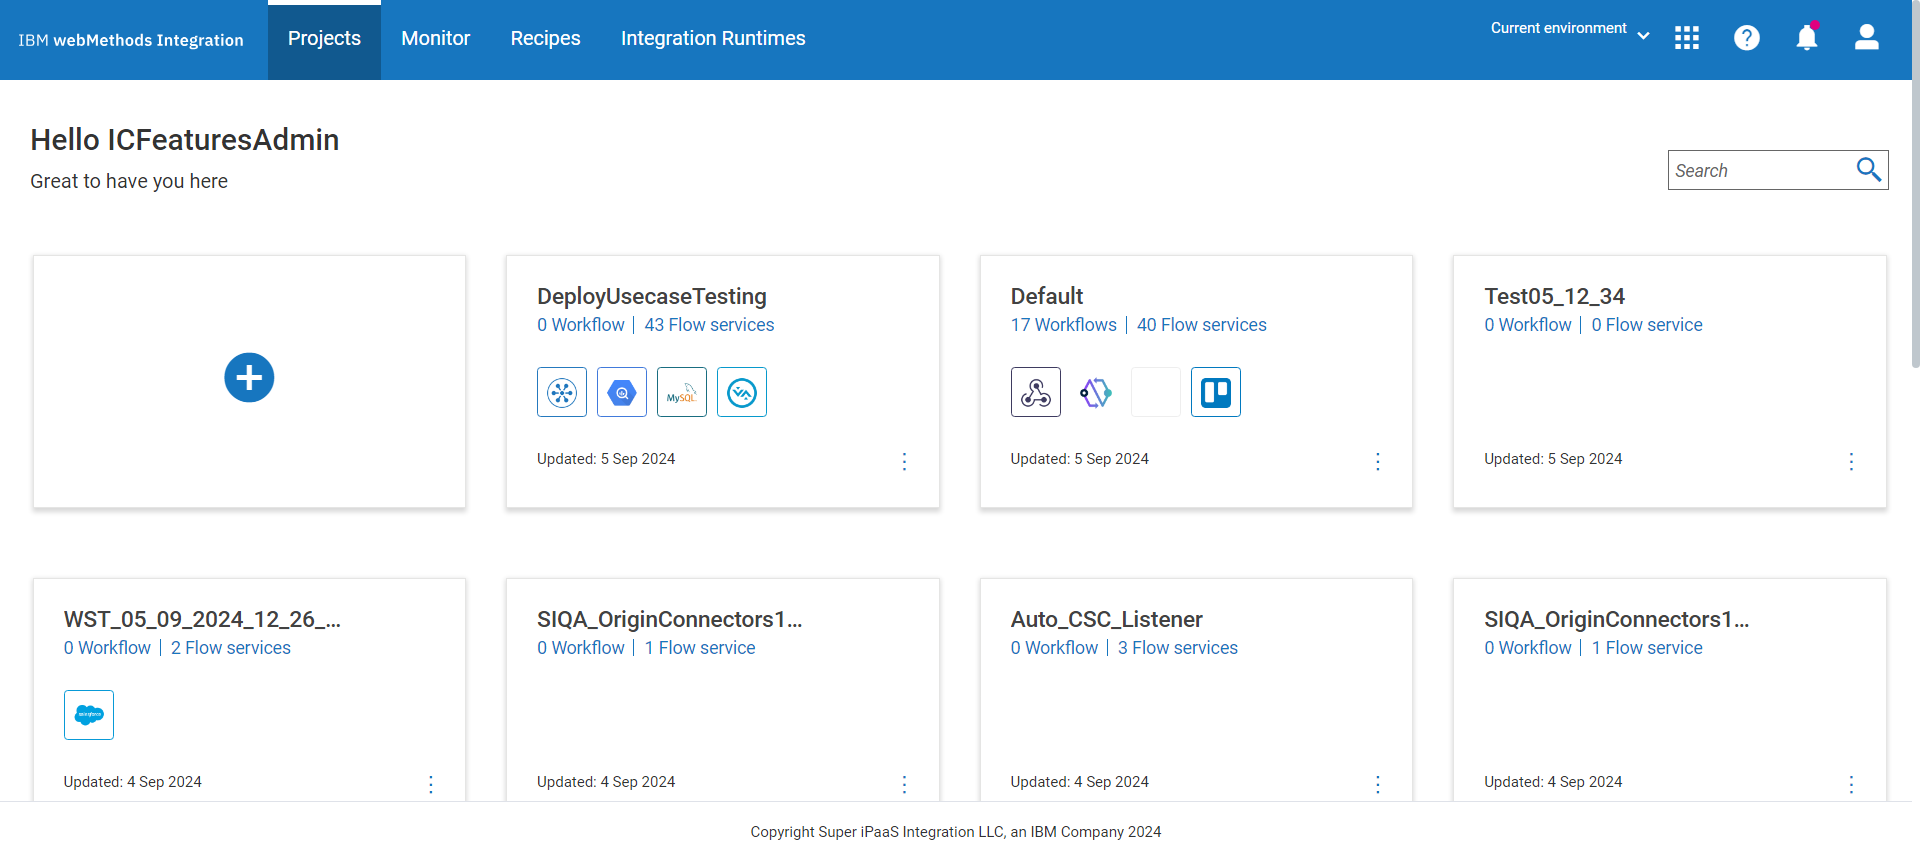 IBM webMethods Integration
Projects
Monitor
Recipes
Integration Runtimes
Current environment
Hello ICFeaturesAdmin
Great to have you here
Search
DeployUsecaseTesting
0 Workflow | 43 Flow services
MySQL
Updated: 5 Sep 2024
Default
17 Workflows | 40 Flow services
Updated: 5 Sep 2024
Test05_12_34
0 Workflow | 0 Flow service
Updated: 5 Sep 2024
WST_05_09_2024_12_26_...
0 Workflow | 2 Flow services
salesforce
Updated: 4 Sep 2024
SIQA_OriginConnectors1...
0 Workflow | 1 Flow service
Updated: 4 Sep 2024
Auto_CSC_Listener
0 Workflow | 3 Flow services
Updated: 4 Sep 2024
SIQA_OriginConnectors1...
0 Workflow | 1 Flow service
Updated: 4 Sep 2024
Copyright Super iPaaS Integration LLC, an IBM Company 2024